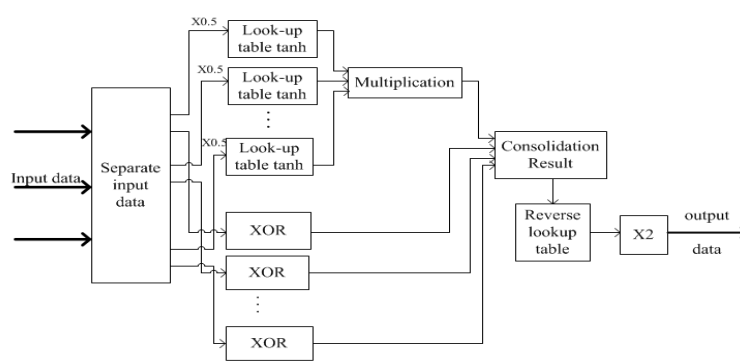 X0.5
Look-up
table tanh
X0.5
Look-up
table tanh
X0.5
Look-up
table tanh
Multiplication
Input data
Separate
input
data
Consolidation
Result
XOR
XOR
XOR
Reverse
lookup
table
X2
output
data